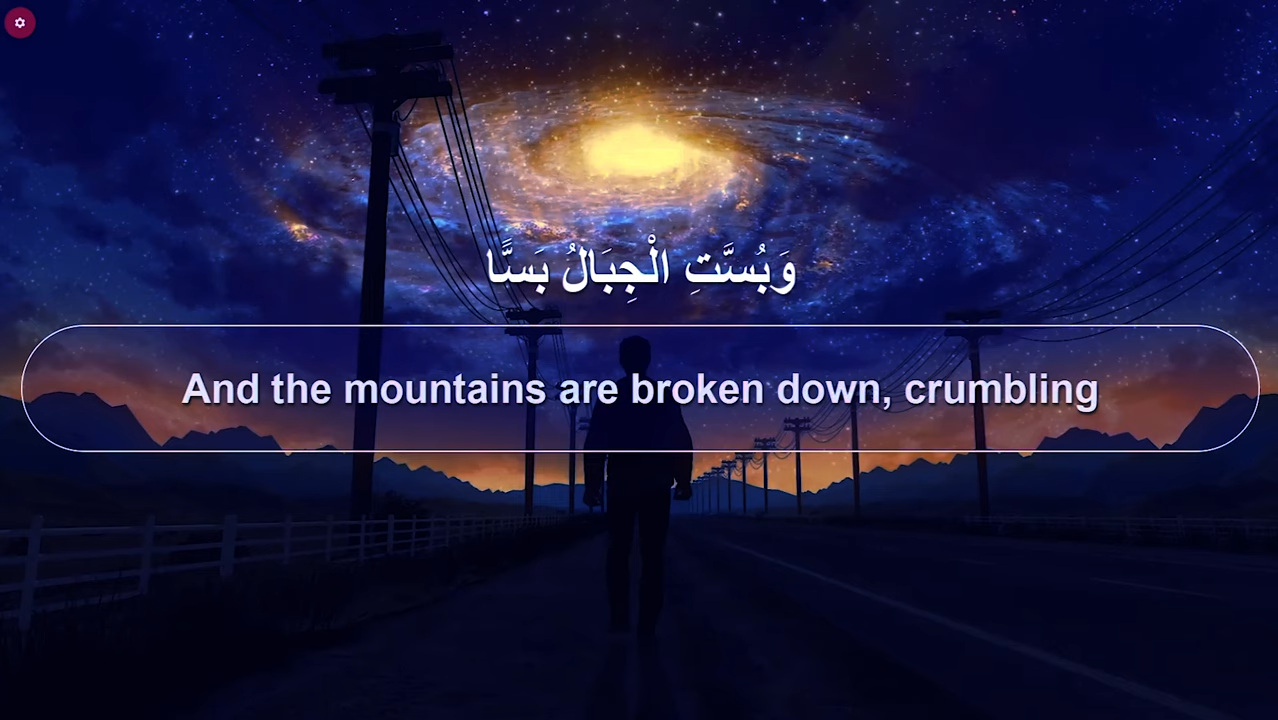 وَبُسَّتِ الْجِبَالُ بَسًّا
And the mountains are broken down, crumbling